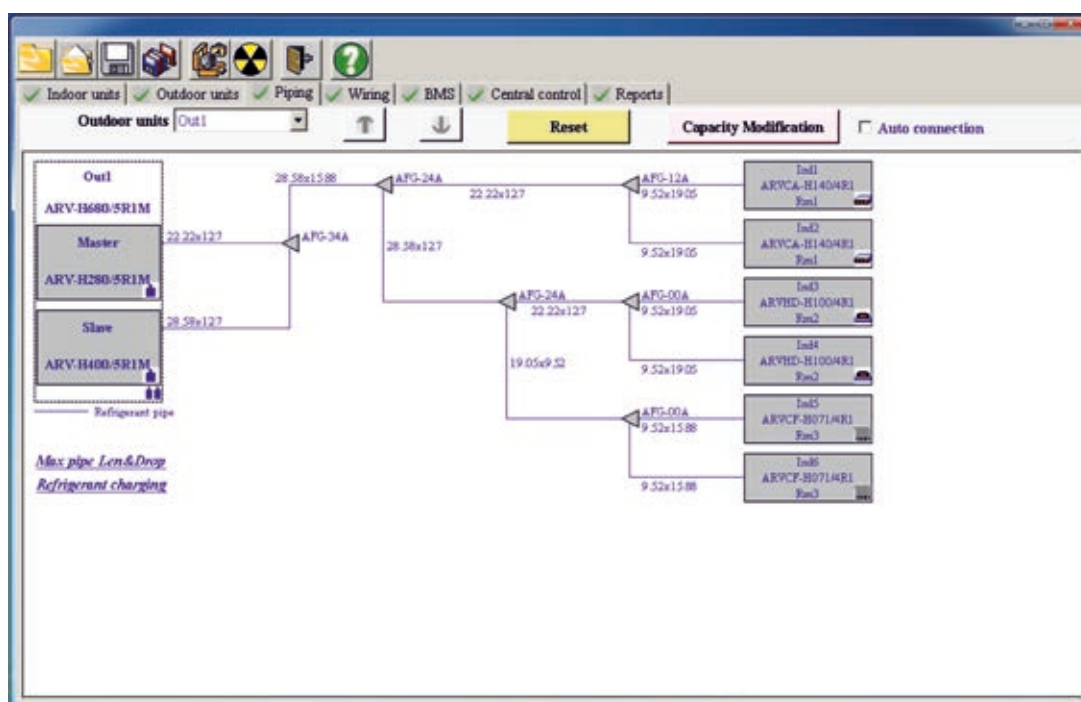 Indoor units Outdoor units Piping Wiring BMS Central control Reports
Outdoor units Out1 Reset Capacity Modification Auto connection
Out1
ARV-H680/5R1M
Master
ARV-H280/5R1M
Slave
ARV-H400/5R1M
Refrigerant pipe
Max pipe Len&Drop
Refrigerant charging
22.22x12.7
28.58x12.7
AFG-34A
28.58x15.88
AFG-24A
22.22x12.7
28.58x12.7
AFG-12A
9.52x19.05
9.52x19.05
AFG-24A
22.22x12.7
19.05x9.52
AFG-00A
9.52x19.05
9.52x19.05
AFG-00A
9.52x15.88
9.52x15.88
Ind1
ARVCA-H140/4R1
Rm1
Ind2
ARVCA-H140/4R1
Rm1
Ind3
ARVHD-H100/4R1
Rm2
Ind4
ARVHD-H100/4R1
Rm2
Ind5
ARVCF-H071/4R1
Rm3
Ind6
ARVCF-H071/4R1
Rm3